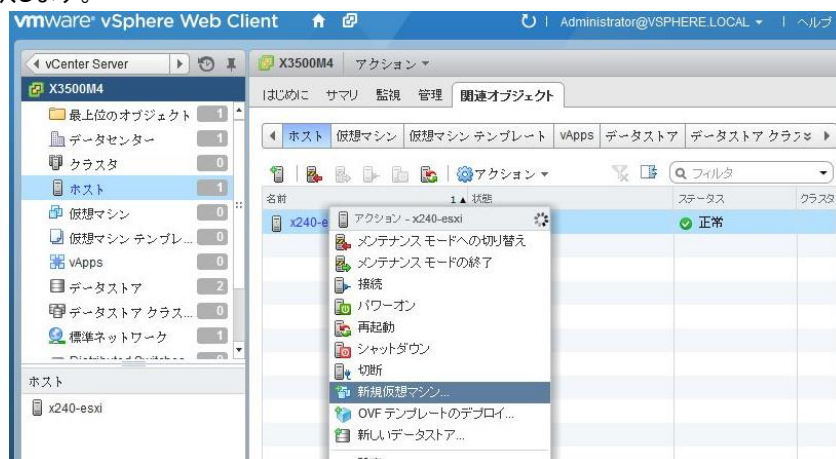 ます。
vmware® vSphere Web Client
Administrator@VSPHERE.LOCAL
ヘルプ
vCenter Server
X3500M4
最上位のオブジェクト 1
データセンター 1
クラスタ 0
ホスト 1
仮想マシン 0
仮想マシン テンプレ... 0
vApps 0
データストア 2
データストア クラス... 0
標準ネットワーク 1
ホスト
x240-esxi
X3500M4 アクション
はじめに サマリ 監視 管理 関連オブジェクト
ホスト 仮想マシン 仮想マシン テンプレート vApps データストア データストア クラス
アクション フィルタ
名前 1▲ 状態 ステータス クラスタ
x240-e 正常
アクション - x240-esxi
メンテナンス モードへの切り替え
メンテナンス モードの終了
接続
パワーオン
再起動
シャットダウン
切断
新規仮想マシン...
OVF テンプレートのデプロイ...
新しいデータストア...